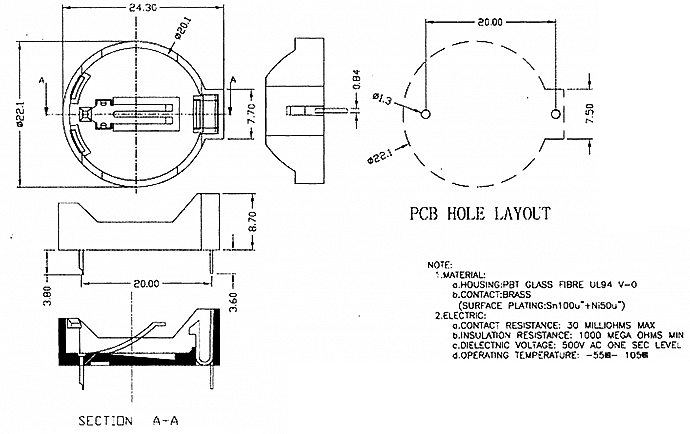 24.30
ø20.1
A
A
ø22.1
7.70
0.84
20.00
ø1.3
7.50
ø22.1
PCB HOLE LAYOUT
8.70
20.00
3.80
3.60
SECTION A-A
NOTE:
1.MATERIAL:
a.HOUSING:PBT GLASS FIBRE UL94 V-0
b.CONTACT:BRASS
(SURFACE PLATING:Sn100u"+Ni50u")
2.ELECTRIC:
a.CONTACT RESISTANCE: 30 MILLIOHMS MAX
b.INSULATION RESISTANCE: 1000 MEGA OHMS MIN
c.DIELECTNIC VOLTAGE: 500V AC ONE SEC LEVEL
d.OPERATING TEMPERATURE: -55 - 105